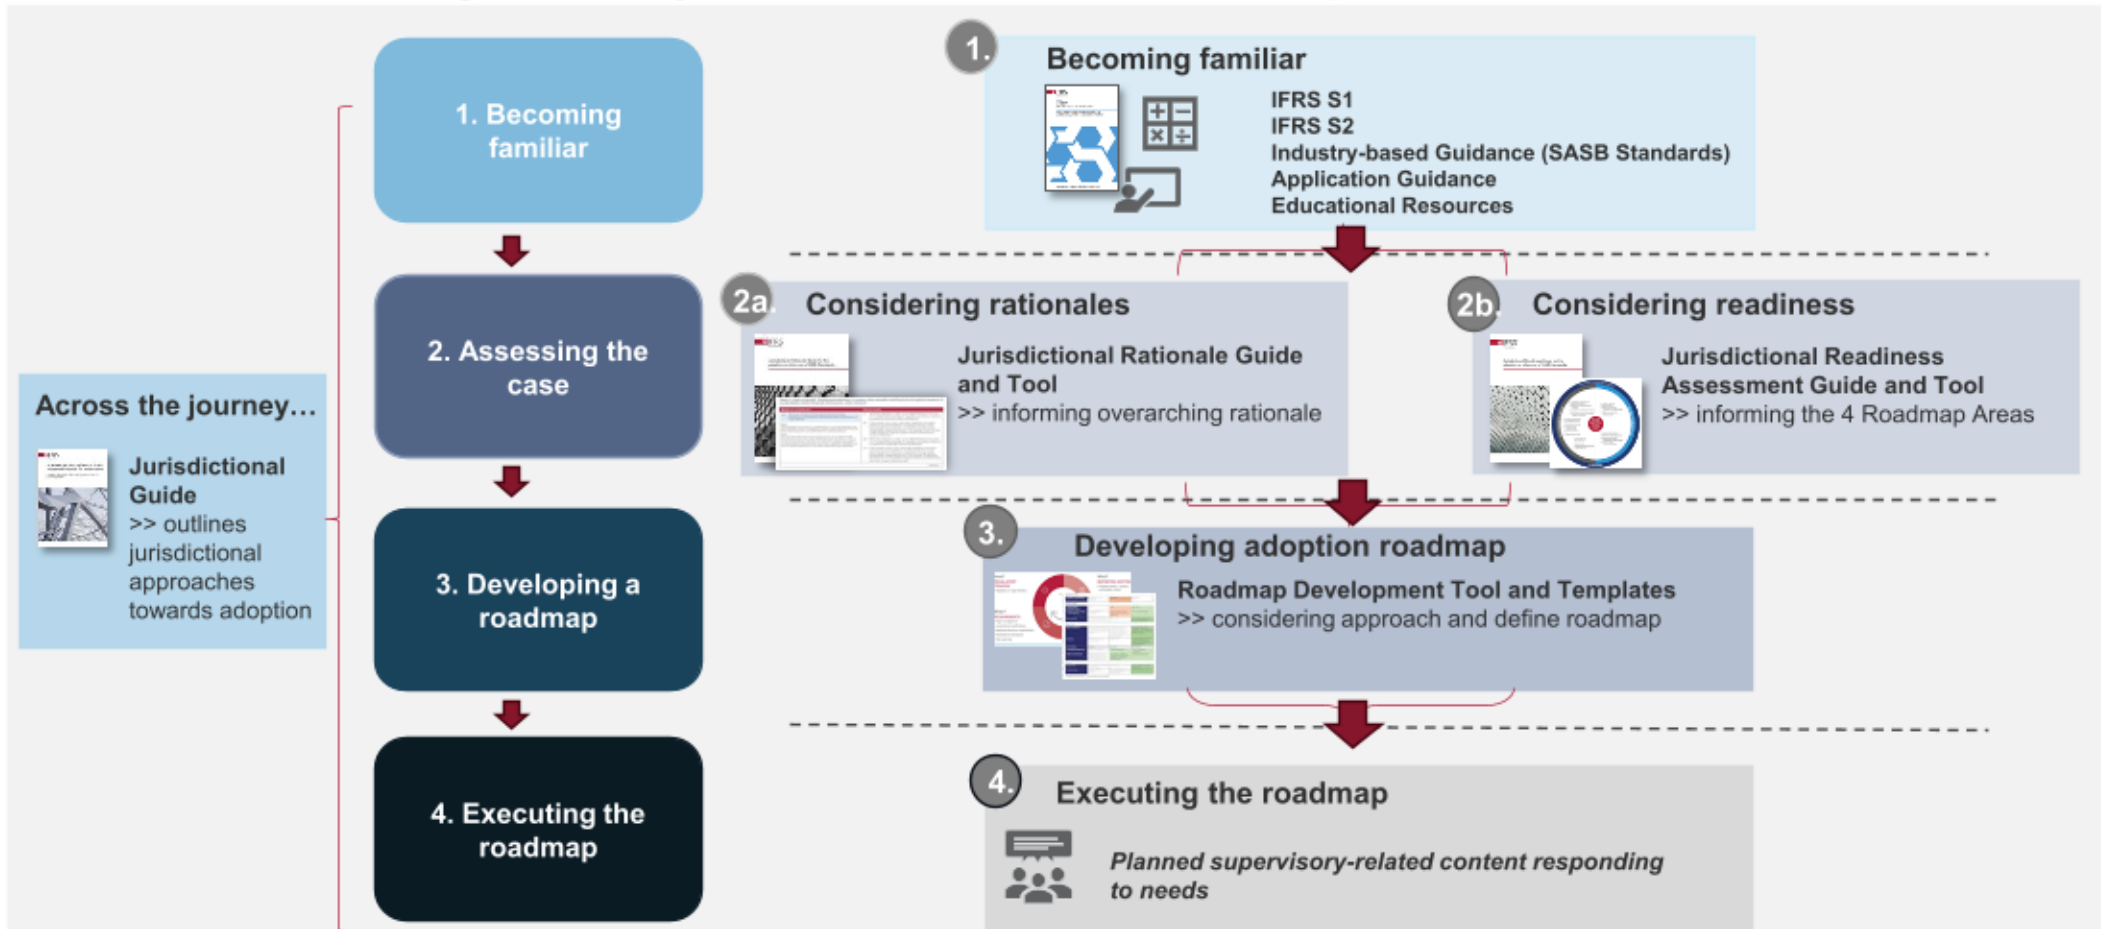 Across the journey…
Jurisdictional
Guide
>> outlines
jurisdictional
approaches
towards adoption
1. Becoming
familiar
2. Assessing the
case
3. Developing a
roadmap
4. Executing the
roadmap
1.
Becoming familiar
IFRS S1
IFRS S2
Industry-based Guidance (SASB Standards)
Application Guidance
Educational Resources
2a.
Considering rationales
Jurisdictional Rationale Guide
and Tool
>> informing overarching rationale
2b.
Considering readiness
Jurisdictional Readiness
Assessment Guide and Tool
>> informing the 4 Roadmap Areas
3.
Developing adoption roadmap
Roadmap Development Tool and Templates
>> considering approach and define roadmap
4.
Executing the roadmap
Planned supervisory-related content responding
to needs